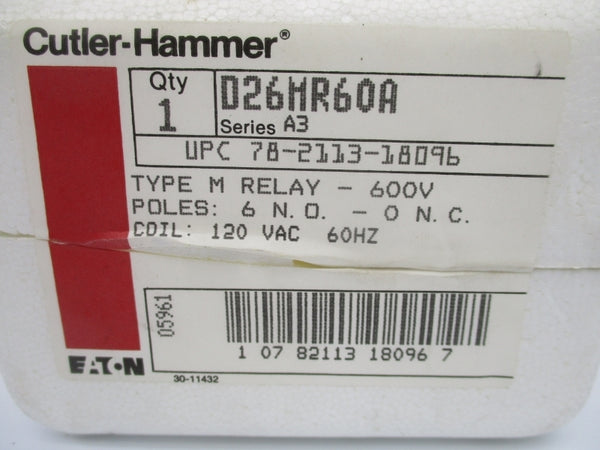 Cutler-Hammer®
Qty
1
D26MR60A
Series A3
UPC 78-2113-18096
TYPE M RELAY - 600V
POLES: 6 N.O. - 0 N.C.
COIL: 120 VAC 60HZ
05961
1 07 82113 18096 7
EATON
30-11432